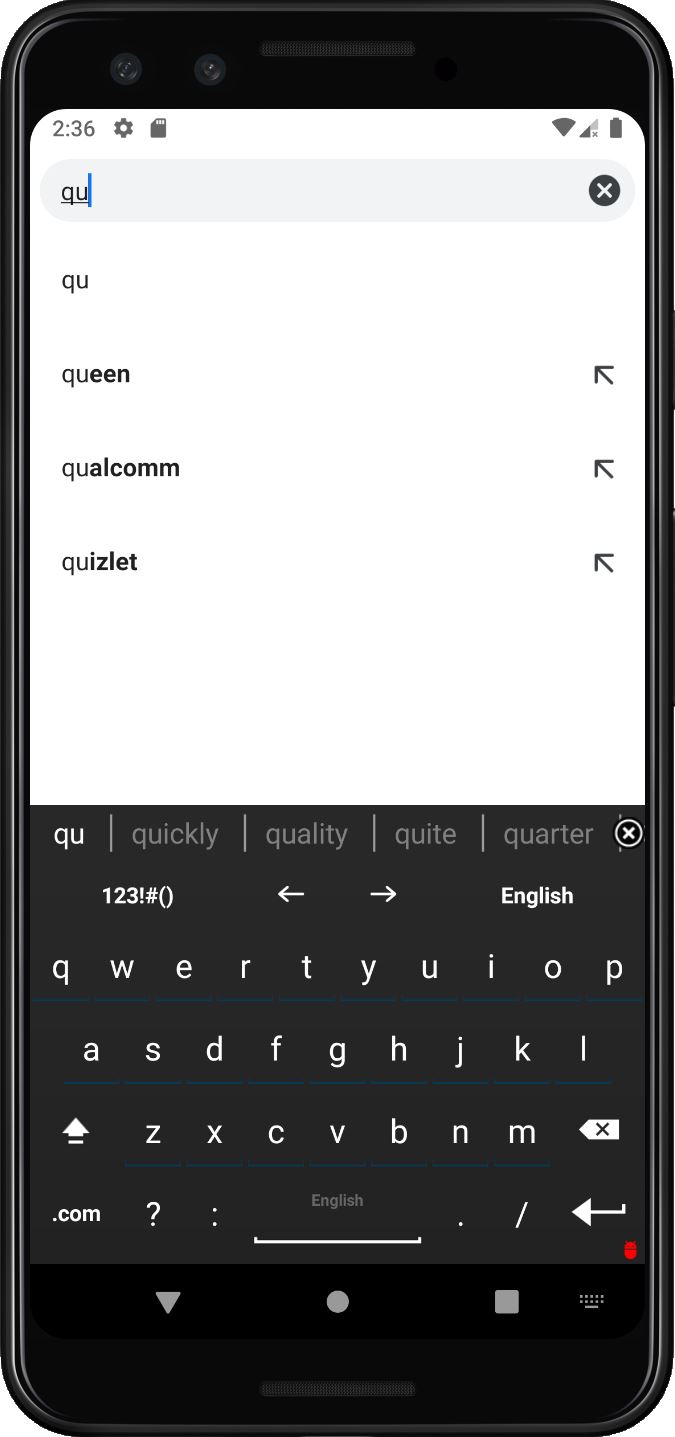 2:36
qu
qu
queen
qualcomm
quizlet
qu quickly quality quite quarter
123!#() ← → English
q w e r t y u i o p
a s d f g h j k l
z x c v b n m
.com ? : English . /